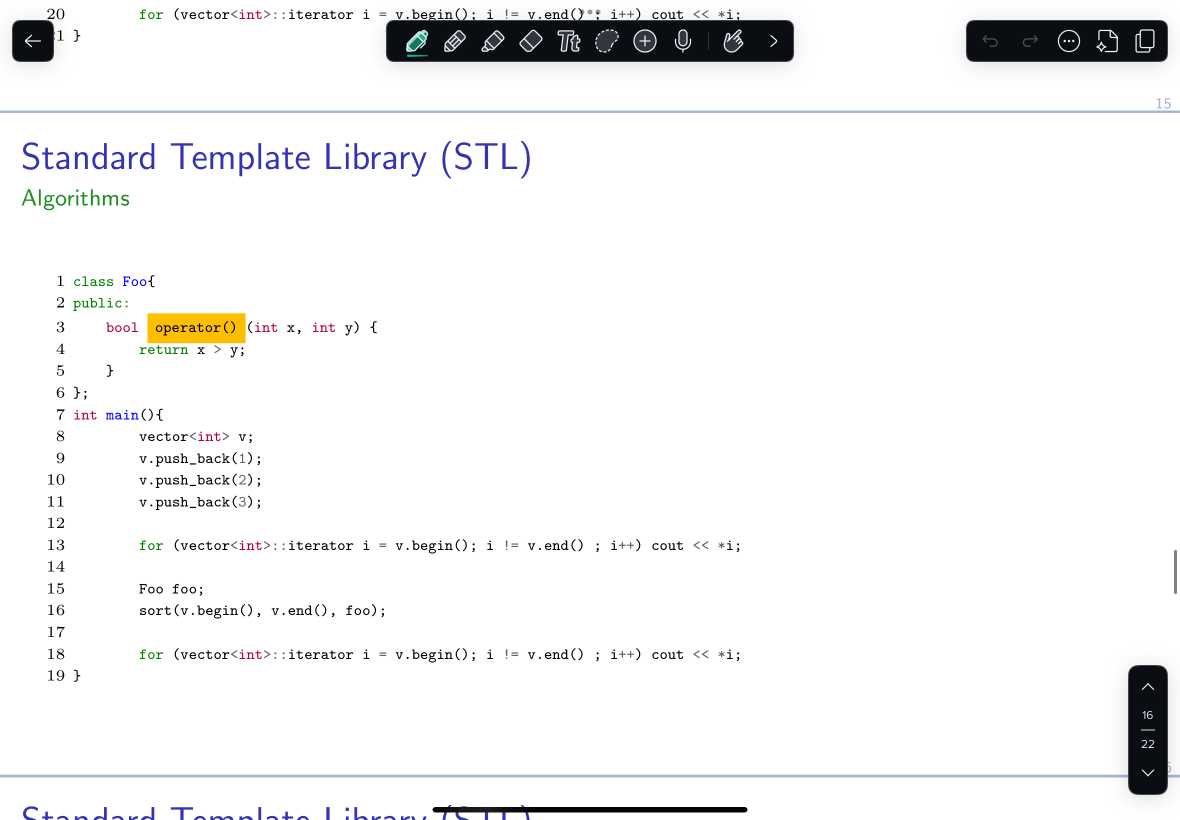 20 for (vector<int>::iterator i = v.begin(); i != v.end() ; i++) cout << *i;
1 }
Tt
15
Standard Template Library (STL)
Algorithms
1 class Foo{
2 public:
3 bool operator() (int x, int y) {
4 return x > y;
5 }
6 };
7 int main(){
8 vector<int> v;
9 v.push_back(1);
10 v.push_back(2);
11 v.push_back(3);
12
13 for (vector<int>::iterator i = v.begin(); i != v.end() ; i++) cout << *i;
14
15 Foo foo;
16 sort(v.begin(), v.end(), foo);
17
18 for (vector<int>::iterator i = v.begin(); i != v.end() ; i++) cout << *i;
19 }
16
22
Standard Template Library (STL)